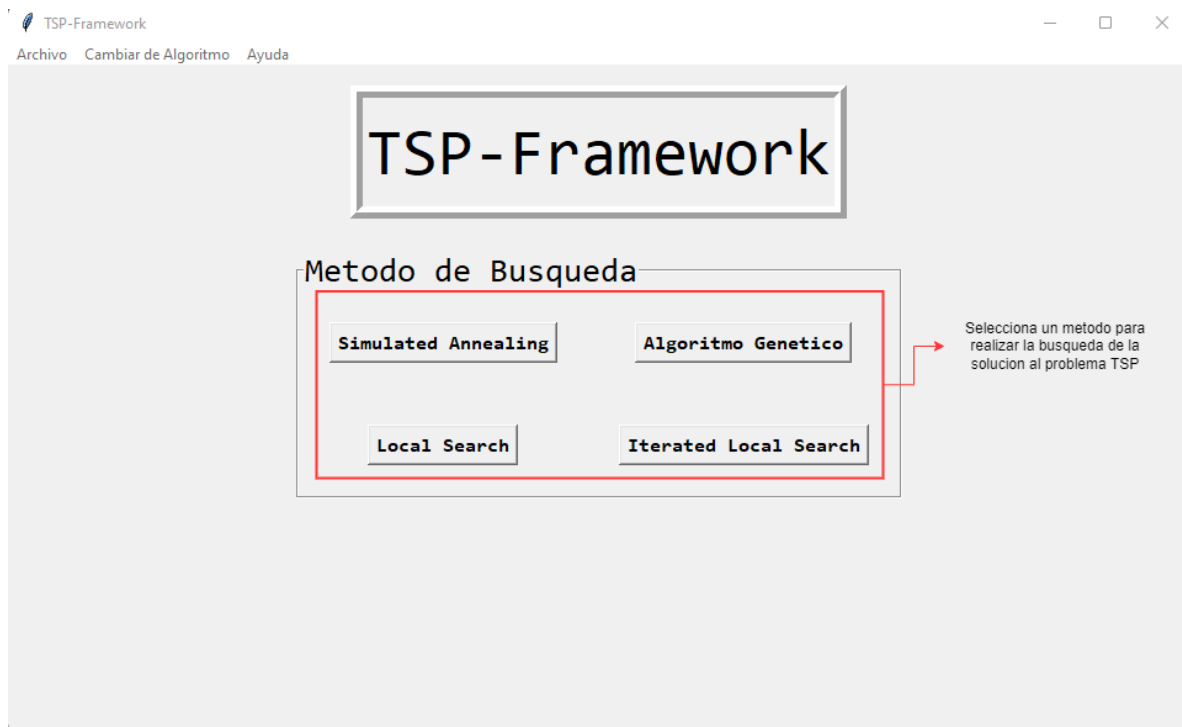 TSP-Framework
Archivo Cambiar de Algoritmo Ayuda
TSP-Framework
Metodo de Busqueda
Simulated Annealing Algoritmo Genetico
Local Search Iterated Local Search
Selecciona un metodo para
realizar la busqueda de la
solucion al problema TSP